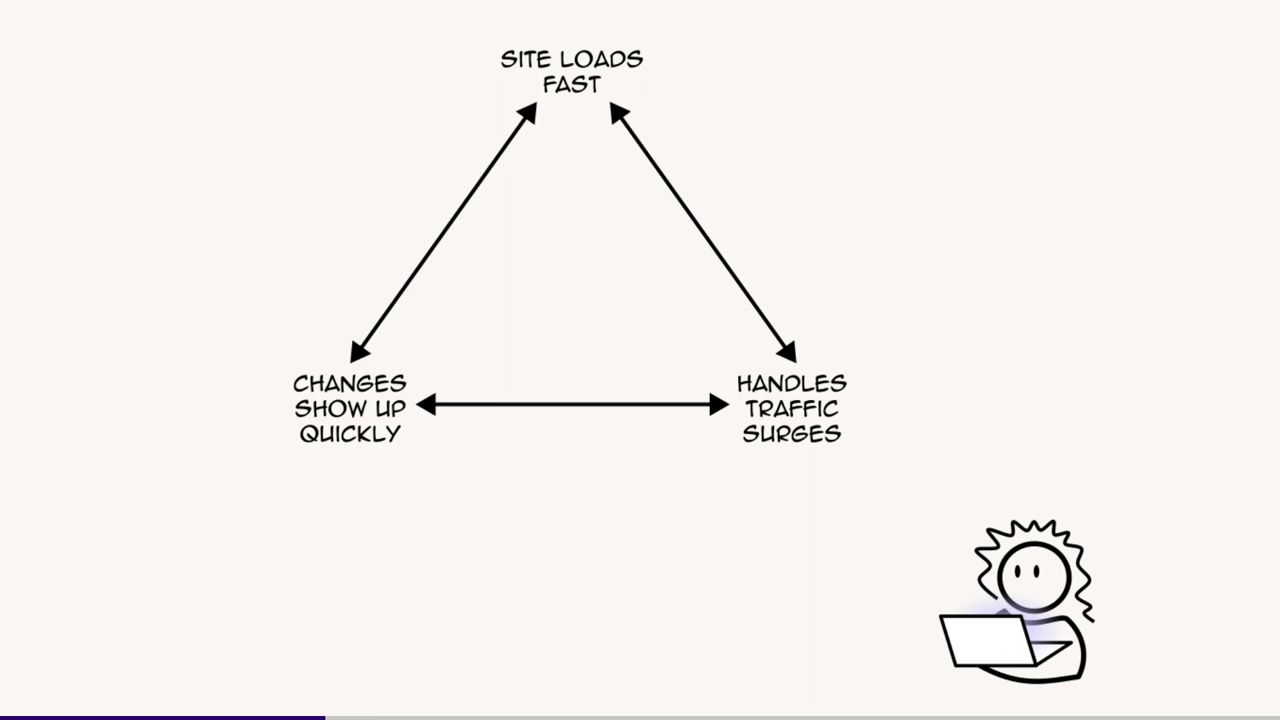 SITE LOADS
FAST
CHANGES
SHOW UP
QUICKLY
HANDLES
TRAFFIC
SURGES